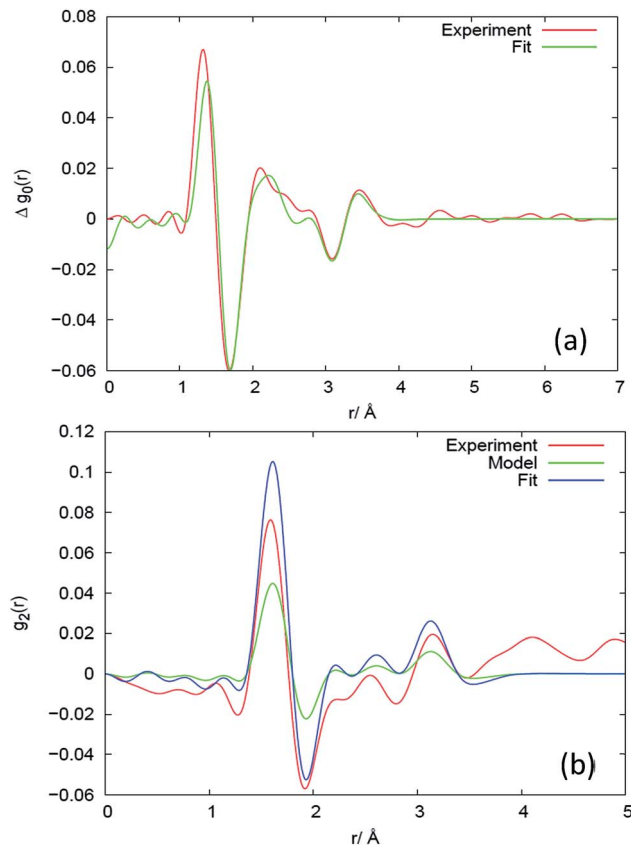 Experiment
Fit
0.08
0.06
0.04
0.02
0
-0.02
-0.04
-0.06
Δ g0(r)
0 1 2 3 4 5 6 7
r/ Å
(a)
0.12
Experiment
Model
Fit
0.1
0.08
0.06
0.04
0.02
0
-0.02
-0.04
-0.06
g2(r)
0 1 2 3 4 5
r/ Å
(b)